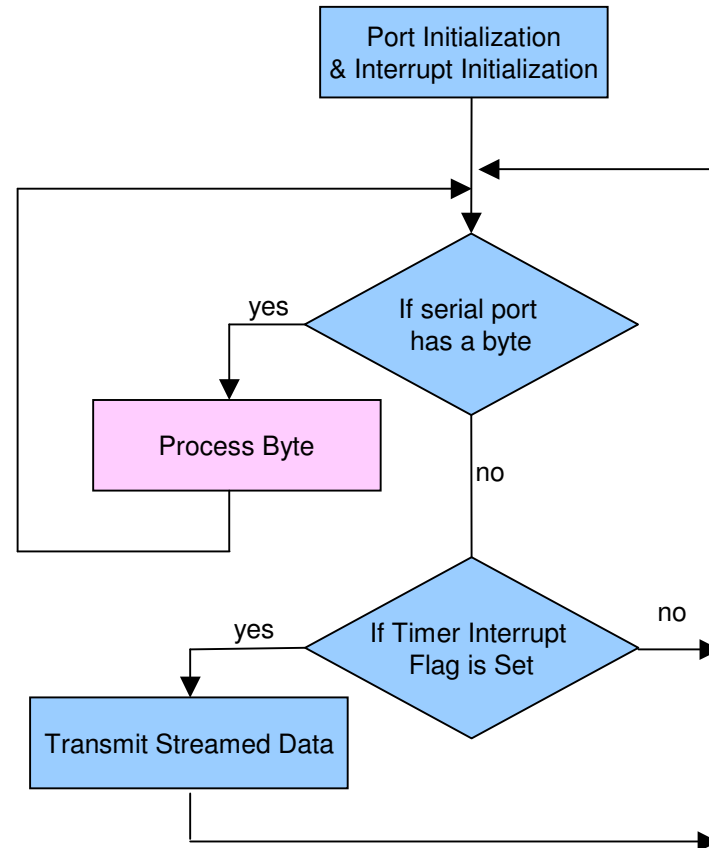 Port Initialization
& Interrupt Initialization
yes
If serial port
has a byte
Process Byte
no
yes
If Timer Interrupt
Flag is Set
no
Transmit Streamed Data